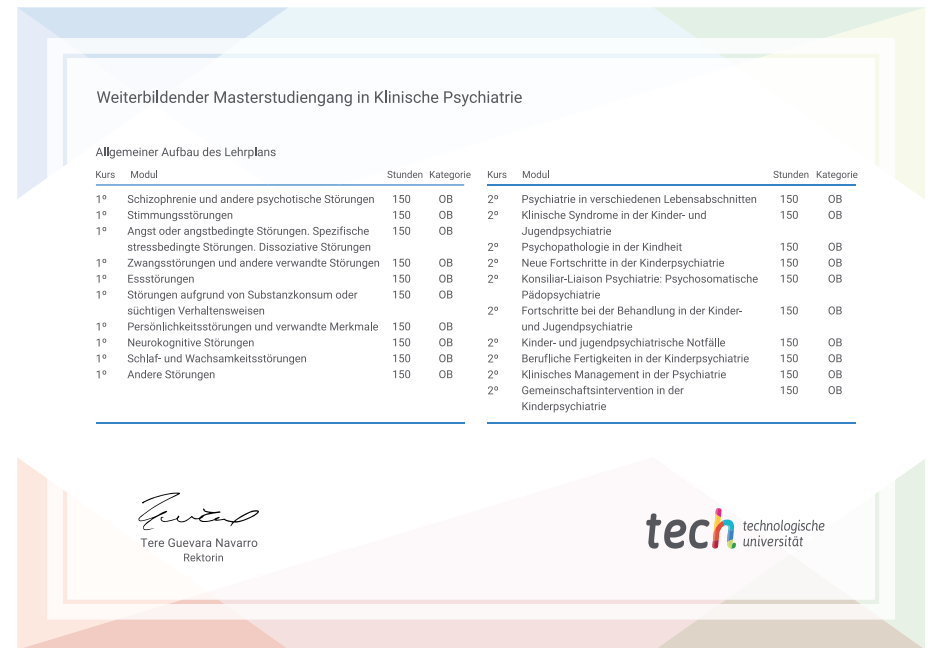 Weiterbildender Masterstudiengang in Klinische Psychiatrie
Allgemeiner Aufbau des Lehrplans
Kurs Modul Stunden Kategorie
1º Schizophrenie und andere psychotische Störungen 150 OB
1º Stimmungsstörungen 150 OB
1º Angst oder angstbedingte Störungen. Spezifische 150 OB
stressbedingte Störungen. Dissoziative Störungen
1º Zwangsstörungen und andere verwandte Störungen 150 OB
1º Essstörungen 150 OB
1º Störungen aufgrund von Substanzkonsum oder 150 OB
süchtigen Verhaltensweisen
1º Persönlichkeitsstörungen und verwandte Merkmale 150 OB
1º Neurokognitive Störungen 150 OB
1º Schlaf- und Wachsamkeitsstörungen 150 OB
1º Andere Störungen 150 OB
Kurs Modul Stunden Kategorie
2º Psychiatrie in verschiedenen Lebensabschnitten 150 OB
2º Klinische Syndrome in der Kinder- und 150 OB
Jugendpsychiatrie
2º Psychopathologie in der Kindheit 150 OB
2º Neue Fortschritte in der Kinderpsychiatrie 150 OB
2º Konsiliar-Liaison Psychiatrie: Psychosomatische 150 OB
Pädopsychiatrie
2º Fortschritte bei der Behandlung in der Kinder- 150 OB
und Jugendpsychiatrie
2º Kinder- und jugendpsychiatrische Notfälle 150 OB
2º Berufliche Fertigkeiten in der Kinderpsychiatrie 150 OB
2º Klinisches Management in der Psychiatrie 150 OB
2º Gemeinschaftsintervention in der 150 OB
Kinderpsychiatrie
Tere Guevara Navarro
Rektorin
tech technologische
universität